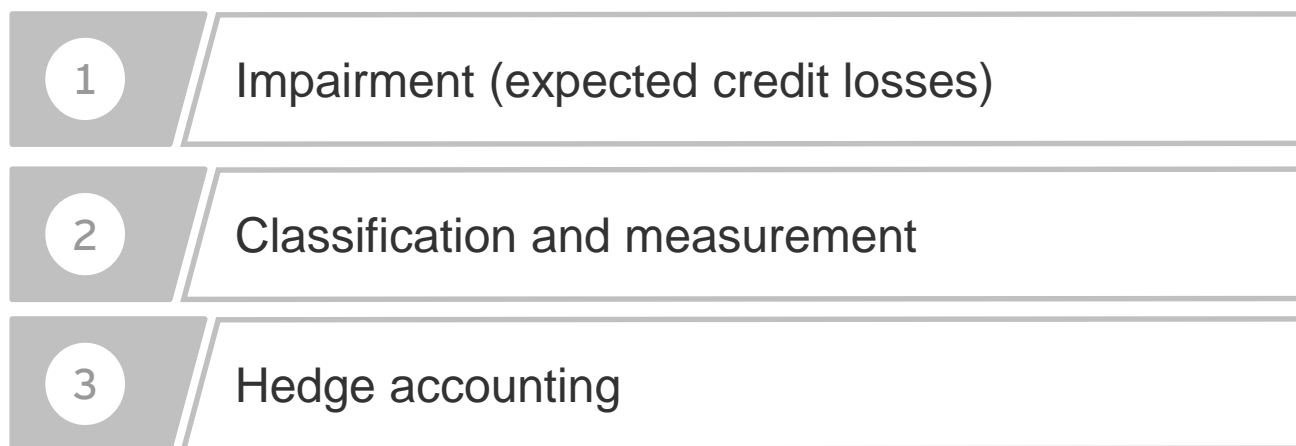 1 Impairment (expected credit losses)
2 Classification and measurement
3 Hedge accounting